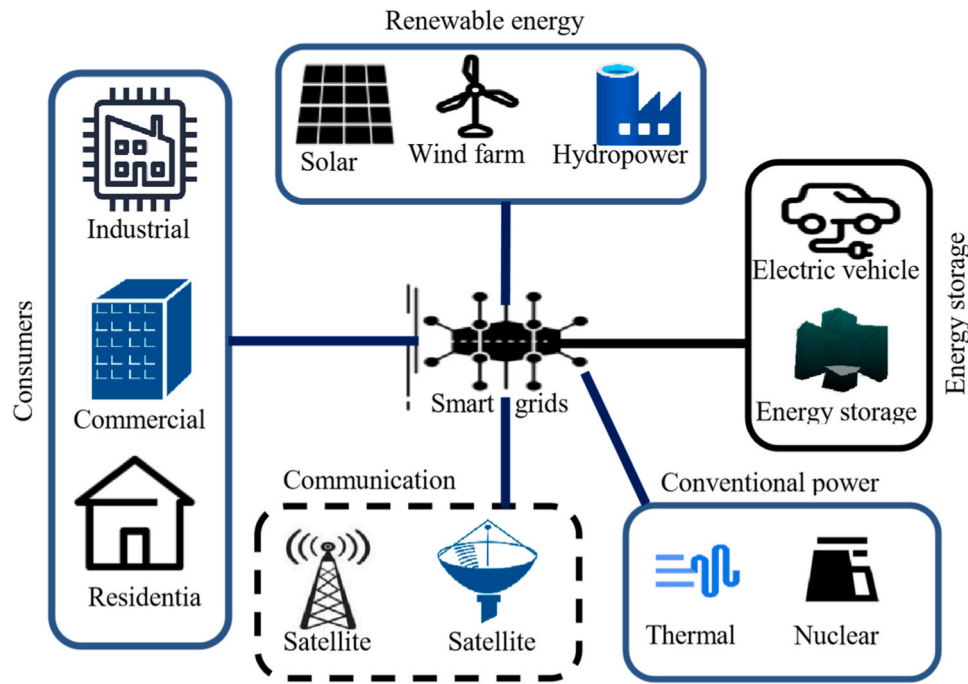 Renewable energy
Solar
Wind farm
Hydropower
Consumers
Industrial
Commercial
Residentia
Smart grids
Electric vehicle
Energy storage
Energy storage
Communication
Satellite
Satellite
Conventional power
Thermal
Nuclear